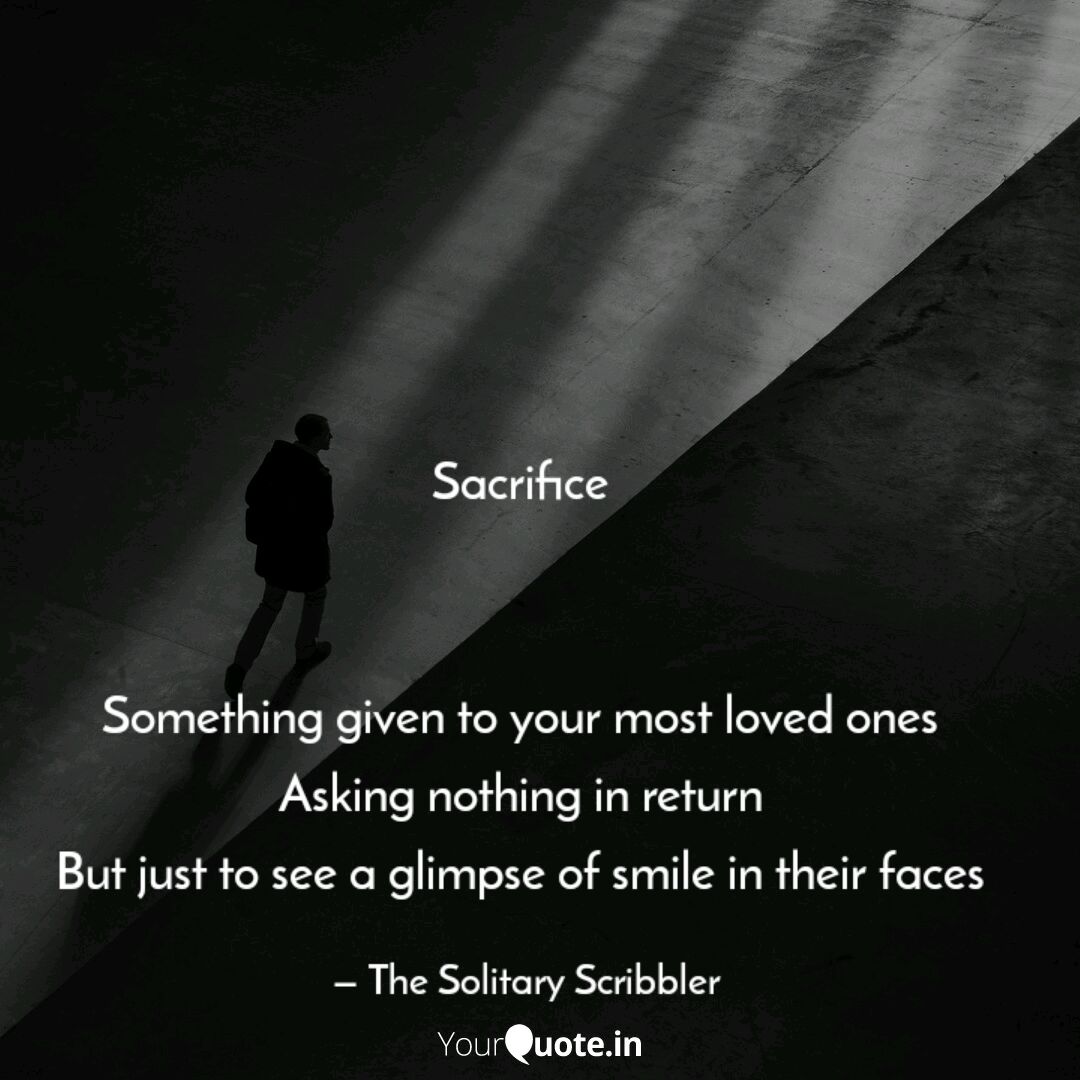 Sacrifice
Something given to your most loved ones
Asking nothing in return
But just to see a glimpse of smile in their faces
– The Solitary Scribbler
YourQuote.in